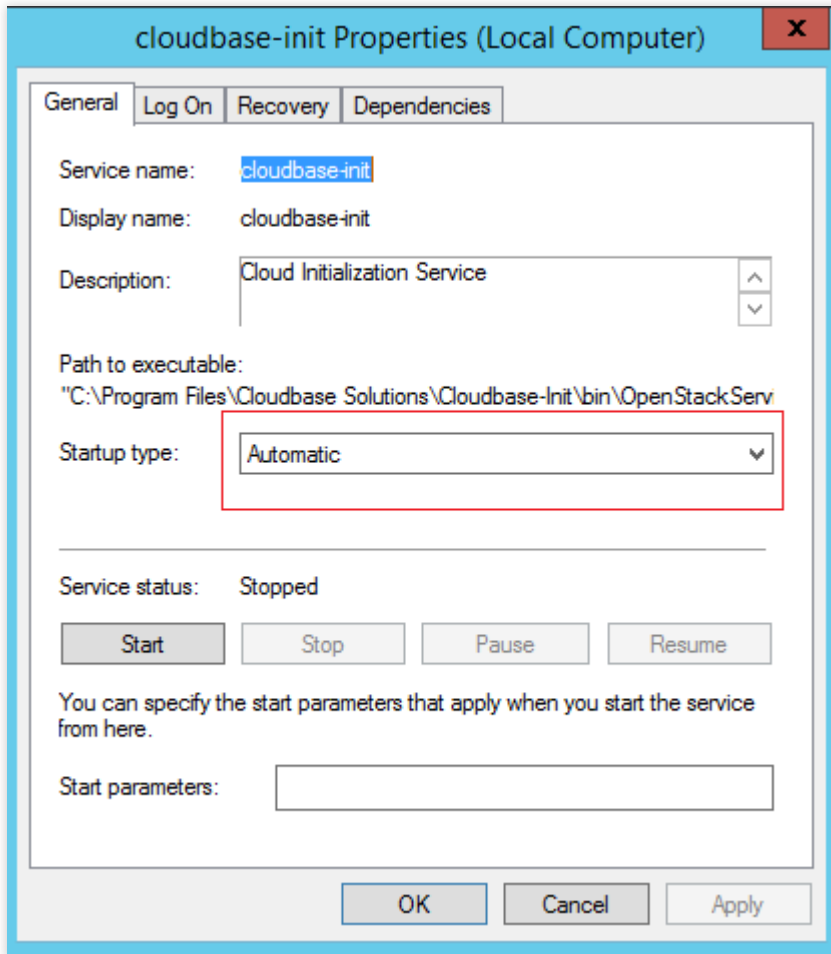 cloudbase-init Properties (Local Computer)
x
General Log On Recovery Dependencies
Service name: cloudbase-init
Display name: cloudbase-init
Description: Cloud Initialization Service
Path to executable:
"C:\Program Files\Cloudbase Solutions\Cloudbase-Init\bin\OpenStackServi
Startup type: Automatic
Service status: Stopped
Start Stop Pause Resume
You can specify the start parameters that apply when you start the service
from here.
Start parameters:
OK Cancel Apply